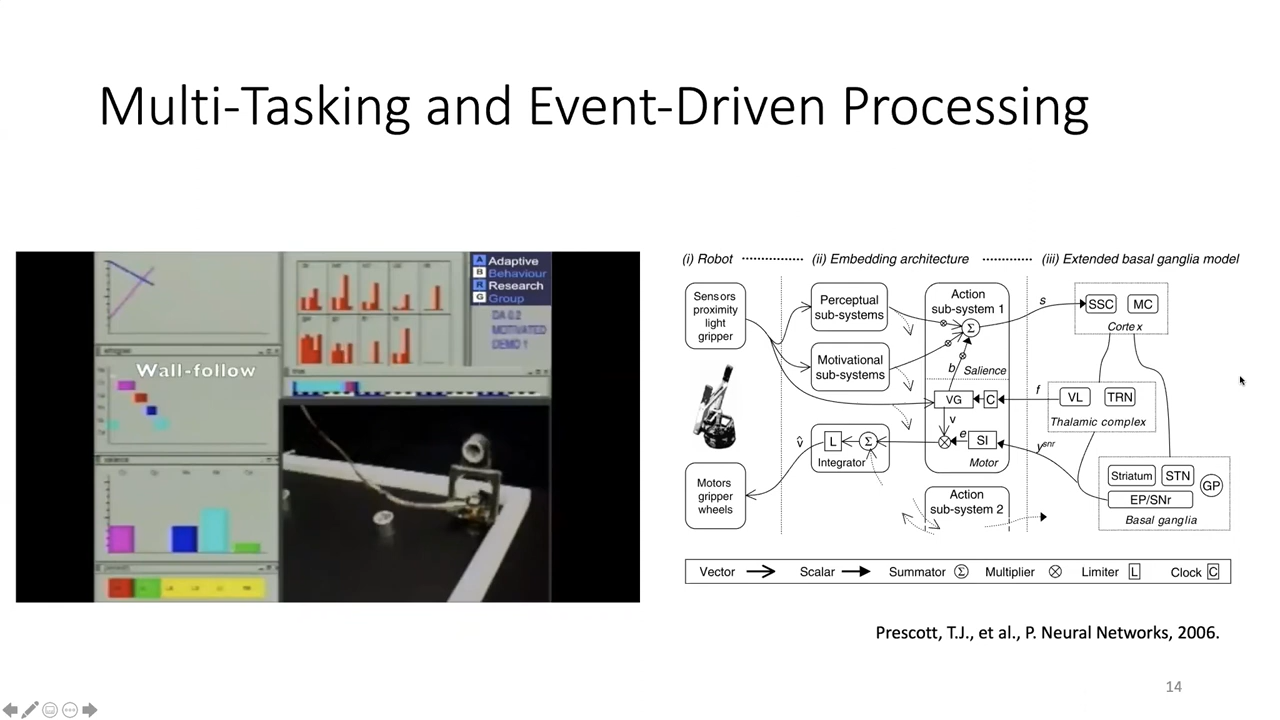 Multi-Tasking and Event-Driven Processing
Wall-follow
A Adaptive
B Behaviour
R Research
G Group
DA 0.2
MOTIVATED
DEMO 1
(i) Robot
(ii) Embedding architecture
(iii) Extended basal ganglia model
Sensors
proximity
light
gripper
Perceptual
sub-systems
Motivational
sub-systems
Action
sub-system 1
Σ
b
Salience
VG
C
v
e
SI
Motor
L
Σ
Integrator
v̂
Motors
gripper
wheels
Action
sub-system 2
s
SSC
MC
Cortex
f
VL
TRN
Thalamic complex
y^snr
Striatum
STN
GP
EP/SNr
Basal ganglia
Vector
Scalar
Summator Σ
Multiplier
Limiter L
Clock C
Prescott, T.J., et al., P. Neural Networks, 2006.
14